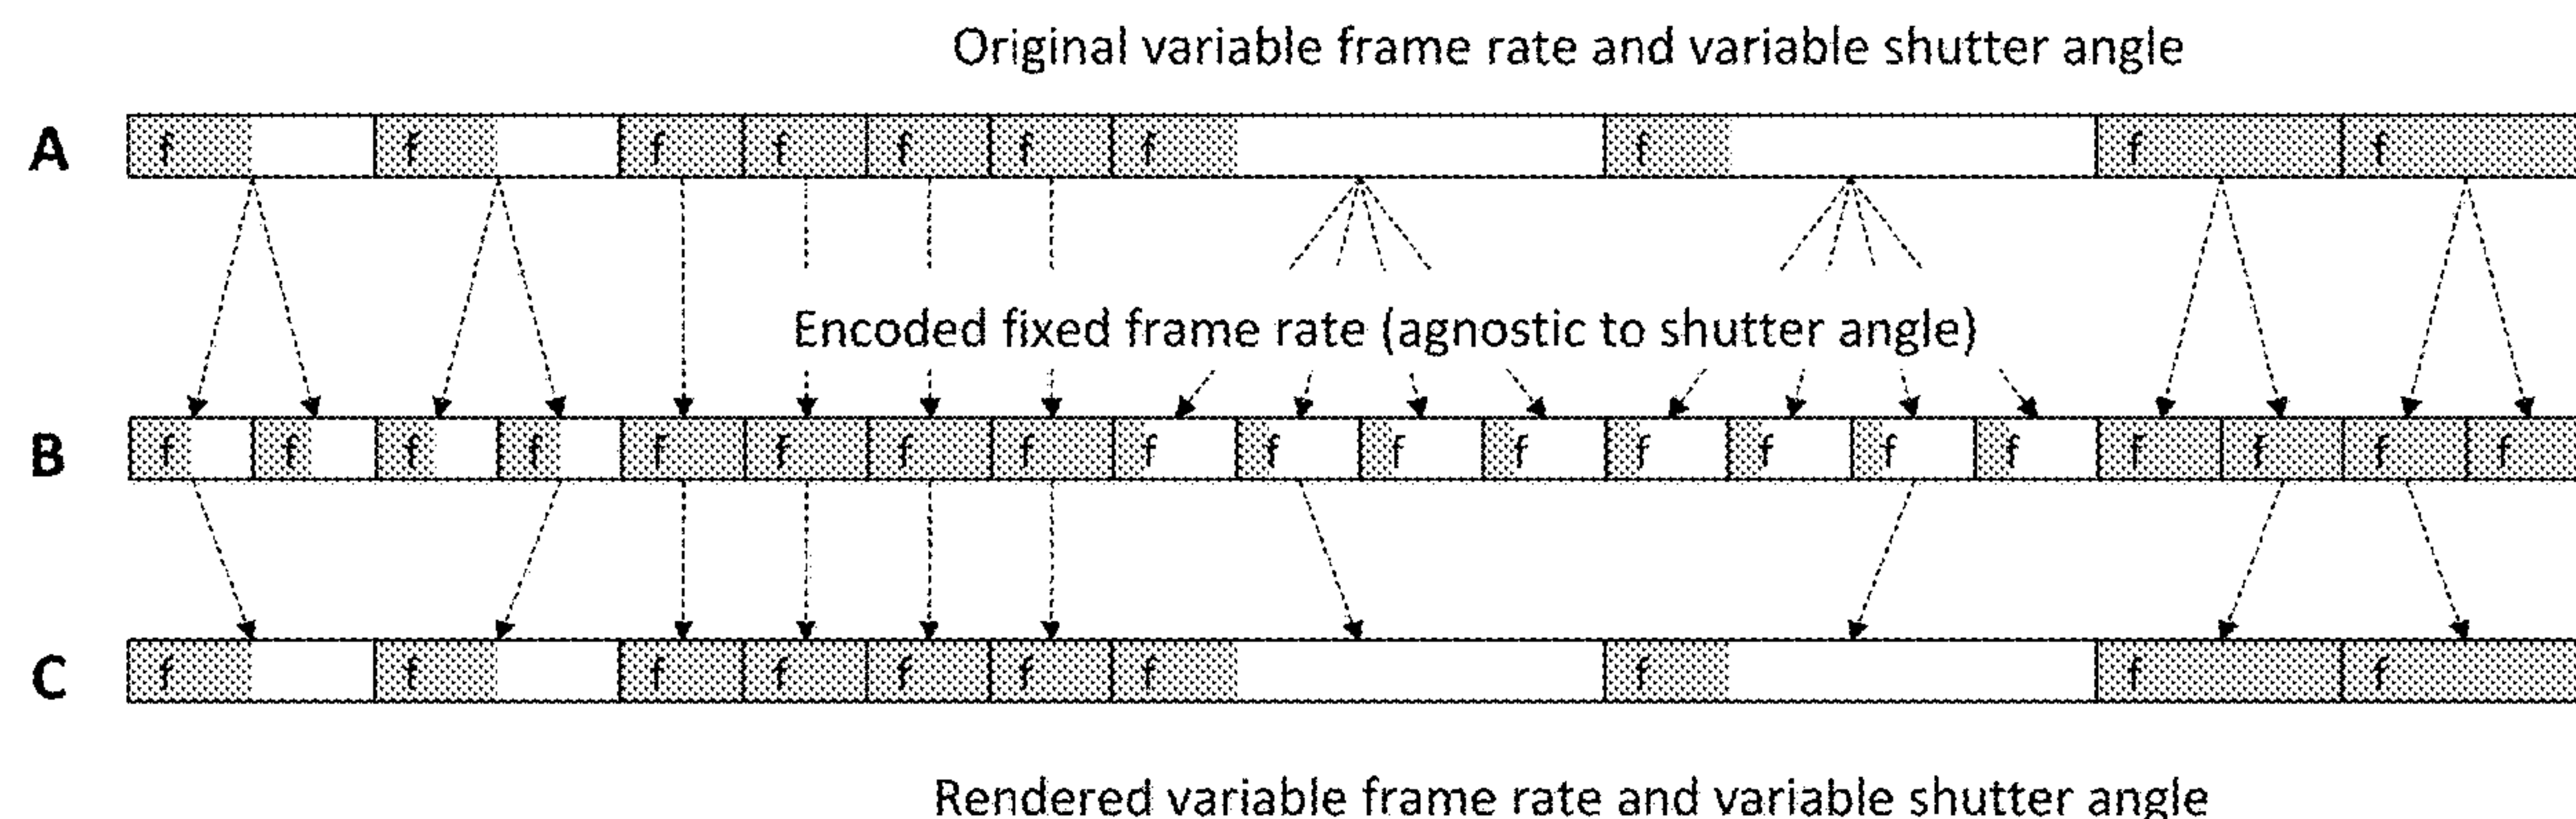 Original variable frame rate and variable shutter angle
A f f f f f f f f f f
Encoded fixed frame rate (agnostic to shutter angle)
B f f f f f f f f f f f f f f f f f f f f
C f f f f f f f f f f
Rendered variable frame rate and variable shutter angle